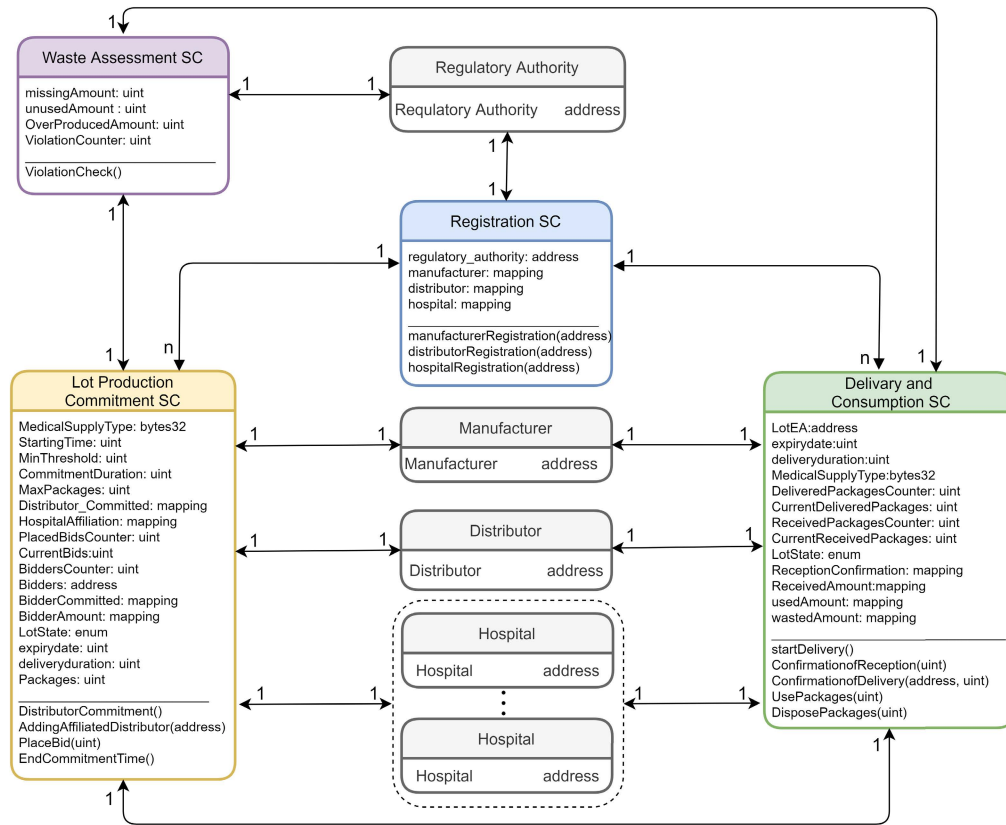 1
Waste Assessment SC
missingAmount: uint
unusedAmount : uint
OverProducedAmount: uint
ViolationCounter: uint
ViolationCheck()
1
1
Regulatory Authority
Requlatory Authority address
1
1
1
1
Registration SC
regulatory_authority: address
manufacturer: mapping
distributor: mapping
hospital: mapping
manufacturerRegistration(address)
distributorRegistration(address)
hospitalRegistration(address)
1
1
n
1
n
1
Lot Production
Commitment SC
MedicalSupplyType: bytes32
StartingTime: uint
MinThreshold: uint
CommitmentDuration: uint
MaxPackages: uint
Distributor_Committed: mapping
HospitalAffiliation: mapping
PlacedBidsCounter: uint
CurrentBids:uint
BiddersCounter: uint
Bidders: address
BidderCommitted: mapping
BidderAmount: mapping
LotState: enum
expirydate: uint
deliveryduration: uint
Packages: uint
DistributorCommitment()
AddingAffiliatedDistributor(address)
PlaceBid(uint)
EndCommitmentTime()
1
1
Manufacturer
Manufacturer address
1
1
1
1
Distributor
Distributor address
1
1
1
1
Hospital
Hospital address
Hospital
Hospital address
1
1
Delivary and
Consumption SC
LotEA:address
expirydate:uint
deliveryduration:uint
MedicalSupplyType:bytes32
DeliveredPackagesCounter: uint
CurrentDeliveredPackages: uint
ReceivedPackagesCounter: uint
CurrentReceivedPackages: uint
LotState: enum
ReceptionConfirmation: mapping
ReceivedAmount:mapping
usedAmount: mapping
wastedAmount: mapping
startDelivery()
ConfirmationofReception(uint)
ConfirmationofDelivery(address, uint)
UsePackages(uint)
DisposePackages(uint)
1
1